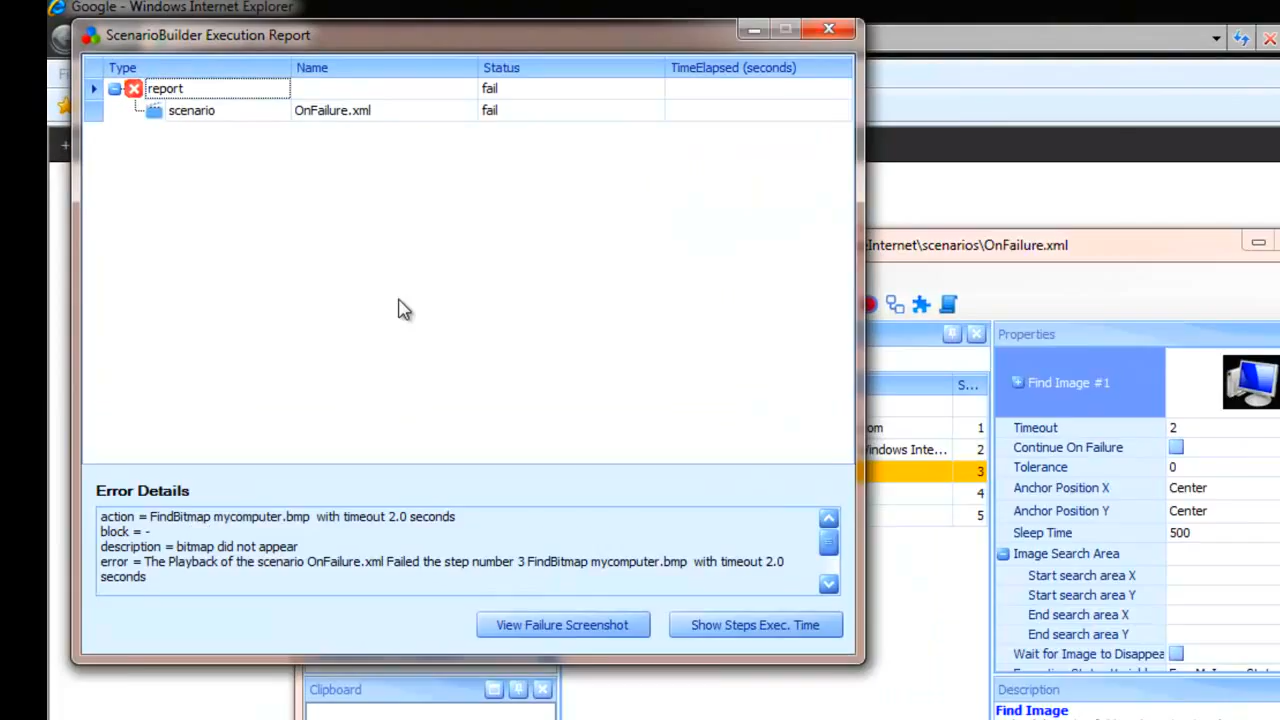 Google - Windows Internet Explorer
ScenarioBuilder Execution Report
Type Name Status TimeElapsed (seconds)
report fail
scenario OnFailure.xml fail
Internet\scenarios\OnFailure.xml
Properties
Find Image #1
S...
om 1
Windows Inte... 2
3
4
5
Timeout 2
Continue On Failure
Tolerance 0
Anchor Position X Center
Anchor Position Y Center
Sleep Time 500
Image Search Area
Start search area X
Start search area Y
End search area X
End search area Y
Wait for Image to Disappea
Error Details
action = FindBitmap mycomputer.bmp with timeout 2.0 seconds
block = -
description = bitmap did not appear
error = The Playback of the scenario OnFailure.xml Failed the step number 3 FindBitmap mycomputer.bmp with timeout 2.0
seconds
View Failure Screenshot Show Steps Exec. Time
Clipboard
Description
Find Image